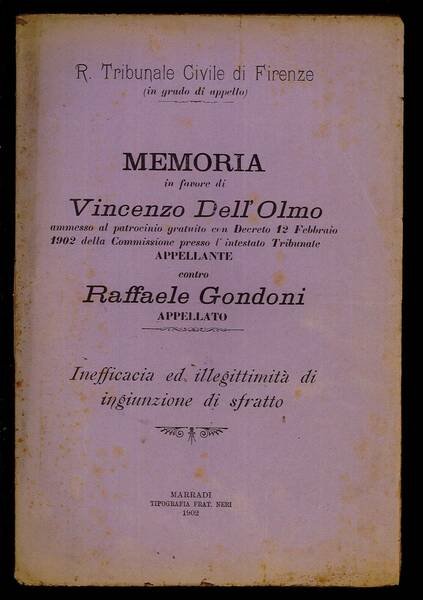 R. Tribunale Civile di Firenze
(in grado di appello)
MEMORIA
in favore di
Vincenzo Dell'Olmo
ammesso al patrocinio gratuito con Decreto 12 Febbraio
1902 della Commissione presso l'intestato Tribunale
APPELLANTE
contro
Raffaele Gondoni
APPELLATO
Inefficacia ed illegittimità di
ingiunzione di sfratto
MARRADI
TIPOGRAFIA FRAT. NERI
1902